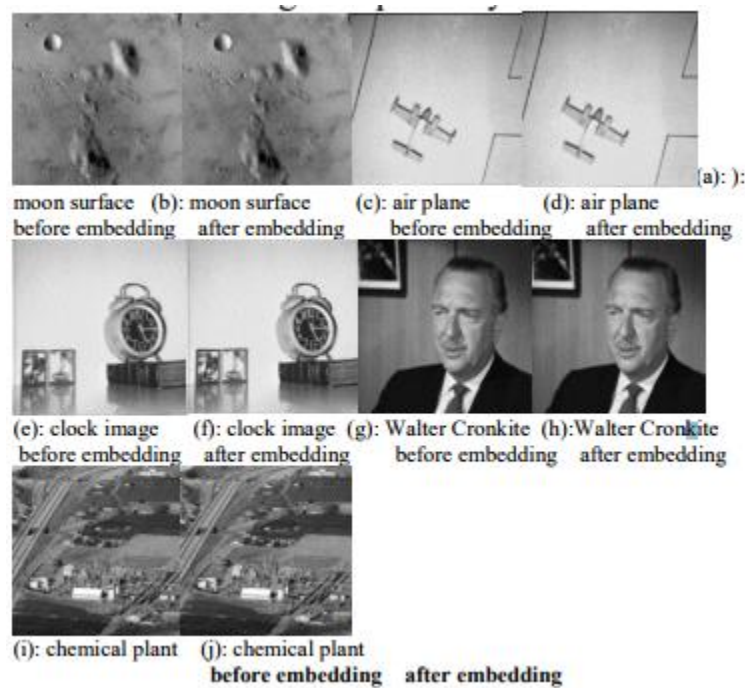 (a): ):
moon surface (b): moon surface (c): air plane (d): air plane
before embedding after embedding before embedding after embedding
(e): clock image (f): clock image (g): Walter Cronkite (h):Walter Cronkite
before embedding after embedding before embedding after embedding
(i): chemical plant (j): chemical plant
before embedding after embedding